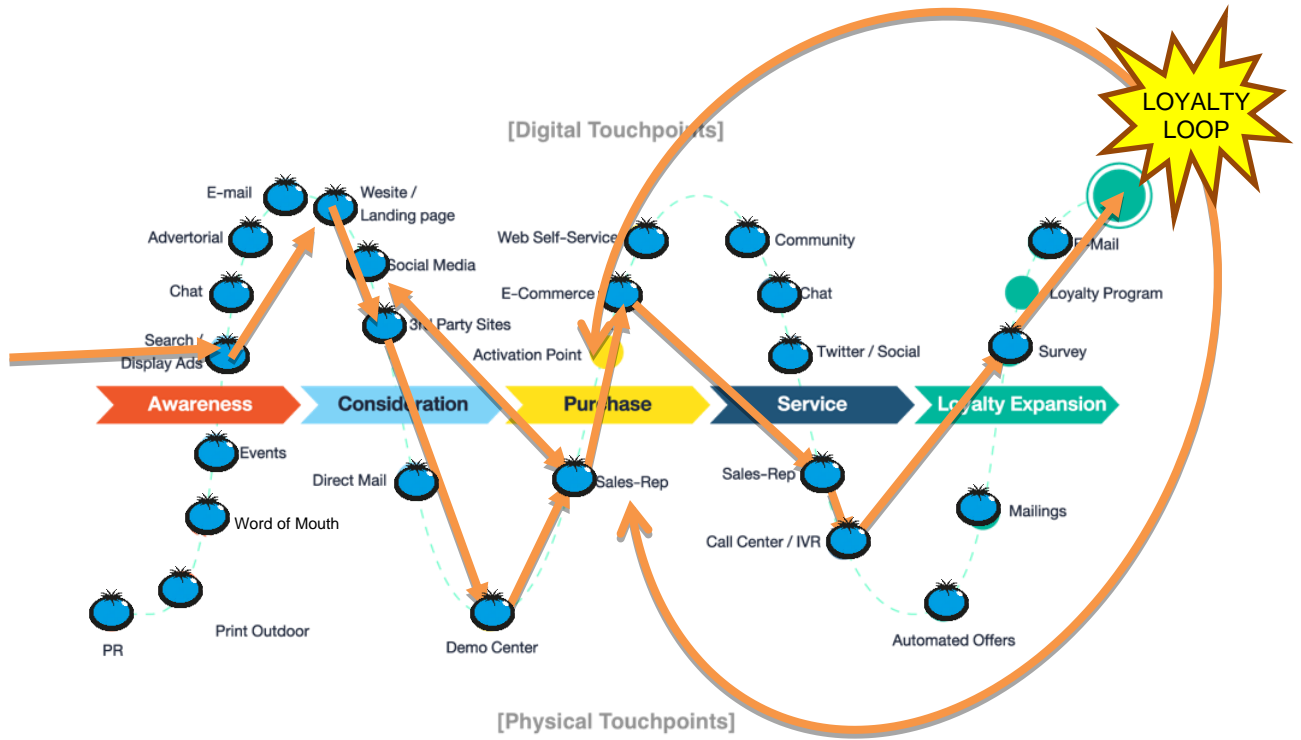 LOYALTY
LOOP
[Digital Touchpoints]
E-mail
Wesite /
Landing page
Advertorial
Social Media
Chat
3rd Party Sites
Search /
Display Ads
Web Self-Service
Community
E-Commerce
Chat
Activation Point
Twitter / Social
E-Mail
Loyalty Program
Survey
Awareness
Consideration
Purchase
Service
Loyalty Expansion
Events
Direct Mail
Sales-Rep
Sales-Rep
Word of Mouth
Mailings
Call Center / IVR
Print Outdoor
PR
Demo Center
Automated Offers
[Physical Touchpoints]